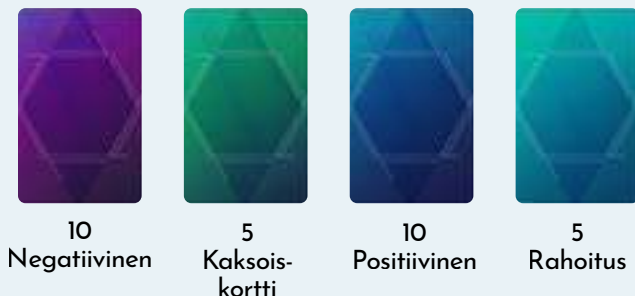 10
Negatiivinen
5
Kaksois-
kortti
10
Positiivinen
5
Rahoitus